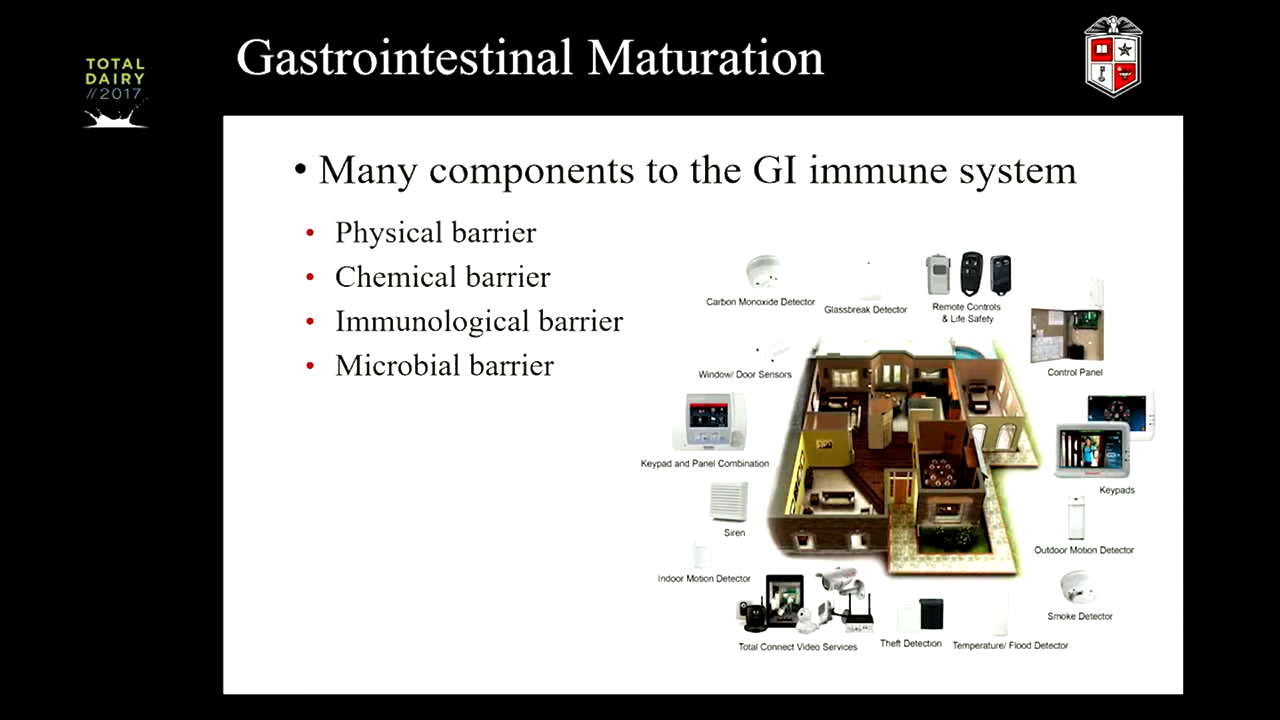 Gastrointestinal Maturation
TOTAL
DAIRY
//2017
• Many components to the GI immune system
• Physical barrier
• Chemical barrier
• Immunological barrier
• Microbial barrier
Carbon Monoxide Detector
Glassbreak Detector
Remote Controls
& Life Safety
Window/ Door Sensors
Control Panel
Keypad and Panel Combination
Keypads
Siren
Outdoor Motion Detector
Indoor Motion Detector
Smoke Detector
Total Connect Video Services
Theft Detection
Temperature/ Flood Detector